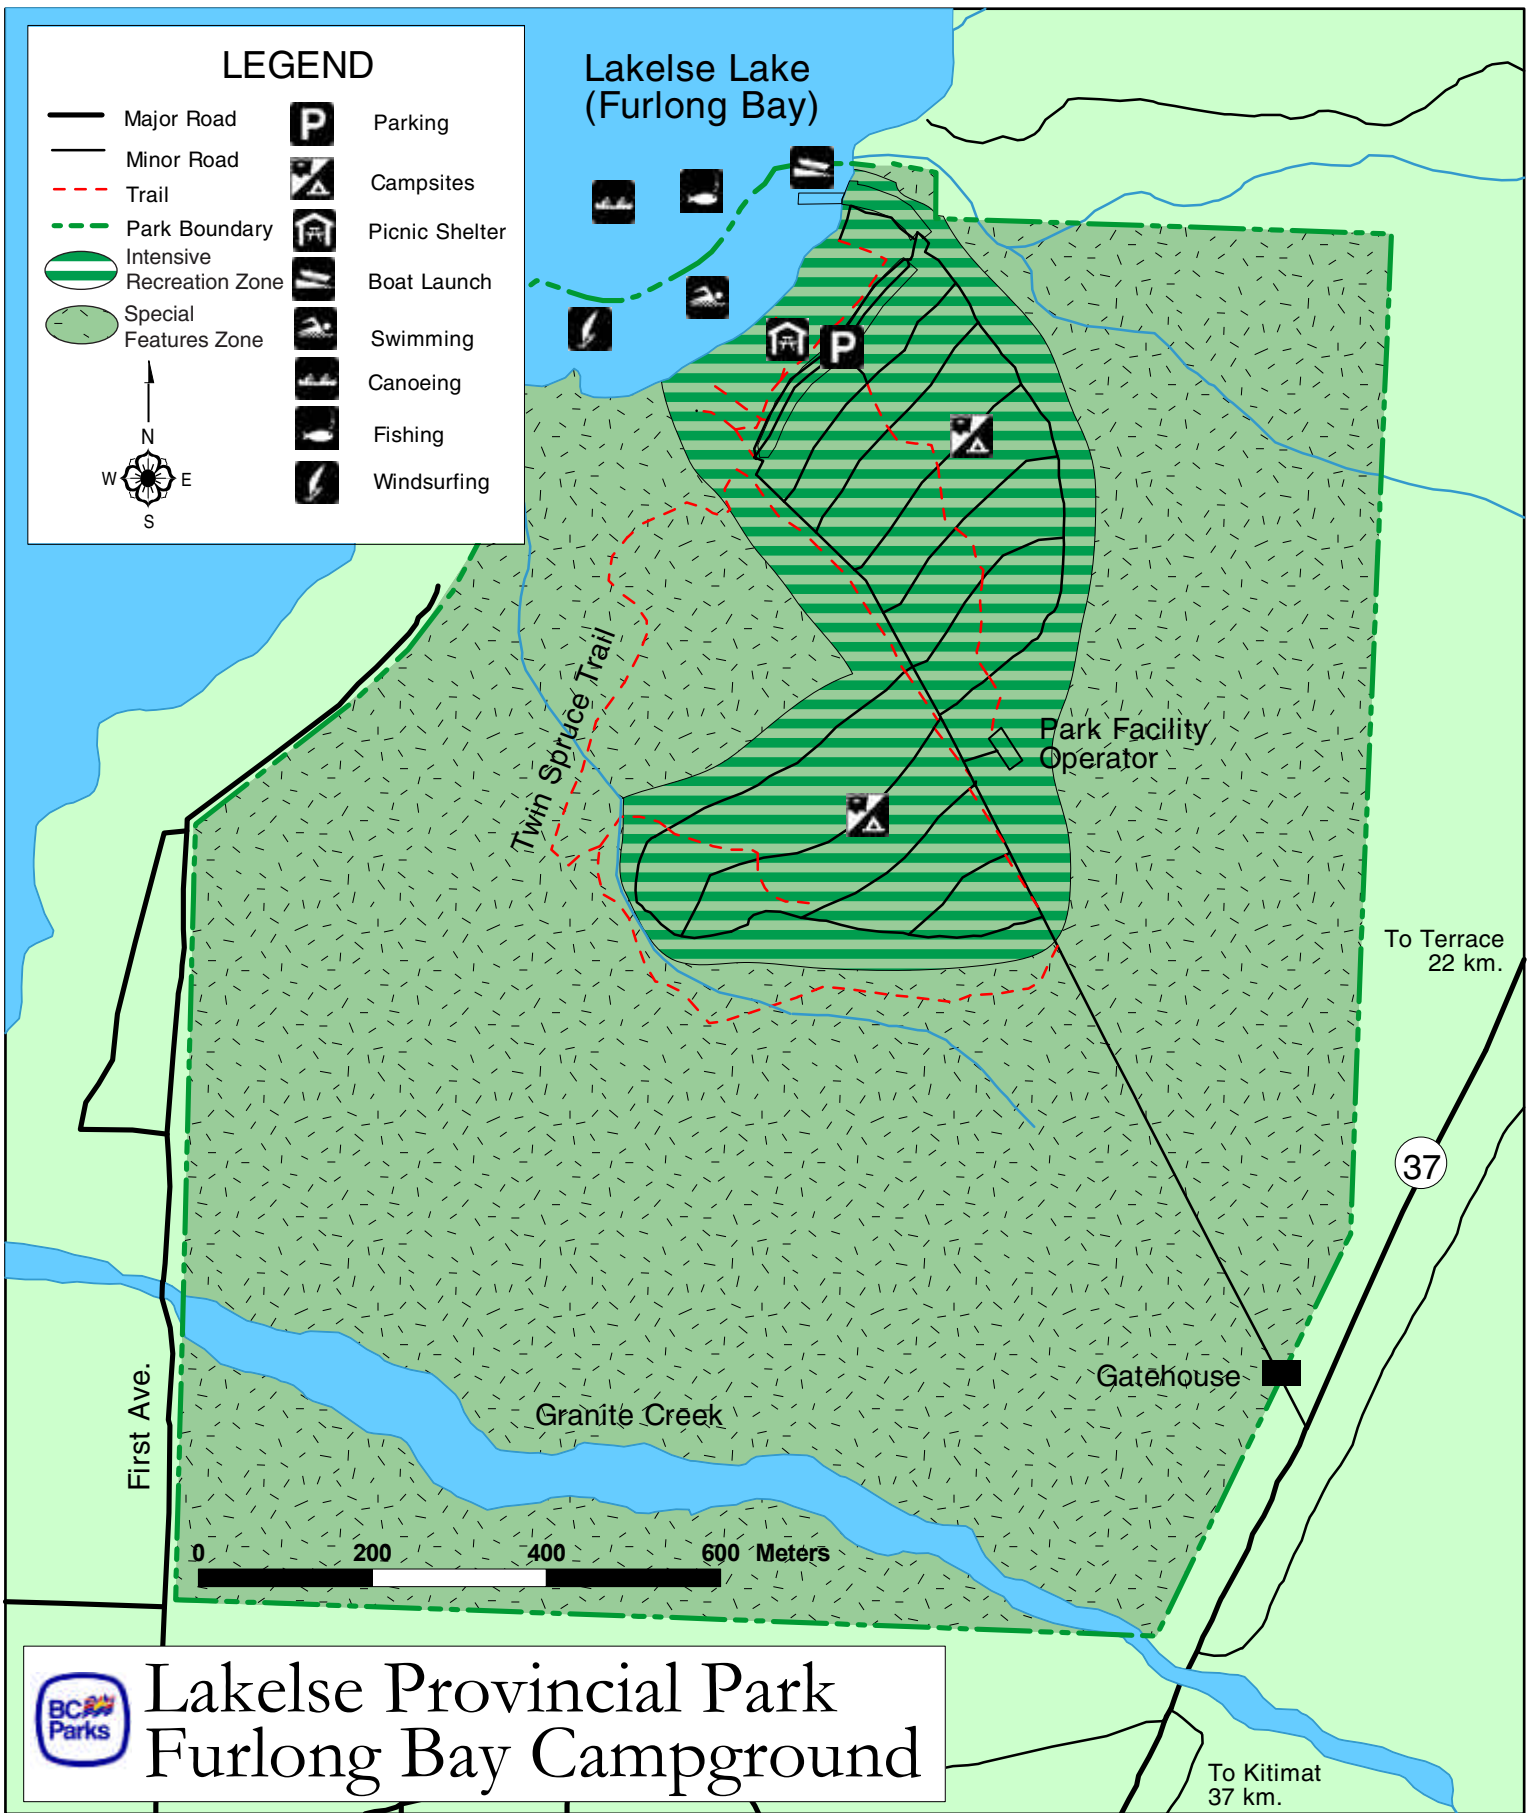 LEGEND
Major Road
Minor Road
Trail
Park Boundary
Intensive
Recreation Zone
Special
Features Zone
P
Parking
Campsites
Picnic Shelter
Boat Launch
Swimming
Canoeing
Fishing
Windsurfing
N
W
E
S
Lakelse Lake
(Furlong Bay)
P
Twin Spruce Trail
Park Facility
Operator
To Terrace
22 km.
37
Gatehouse
Granite Creek
First Ave.
0 200 400 600 Meters
BC
Parks
Lakelse Provincial Park
Furlong Bay Campground
To Kitimat
37 km.